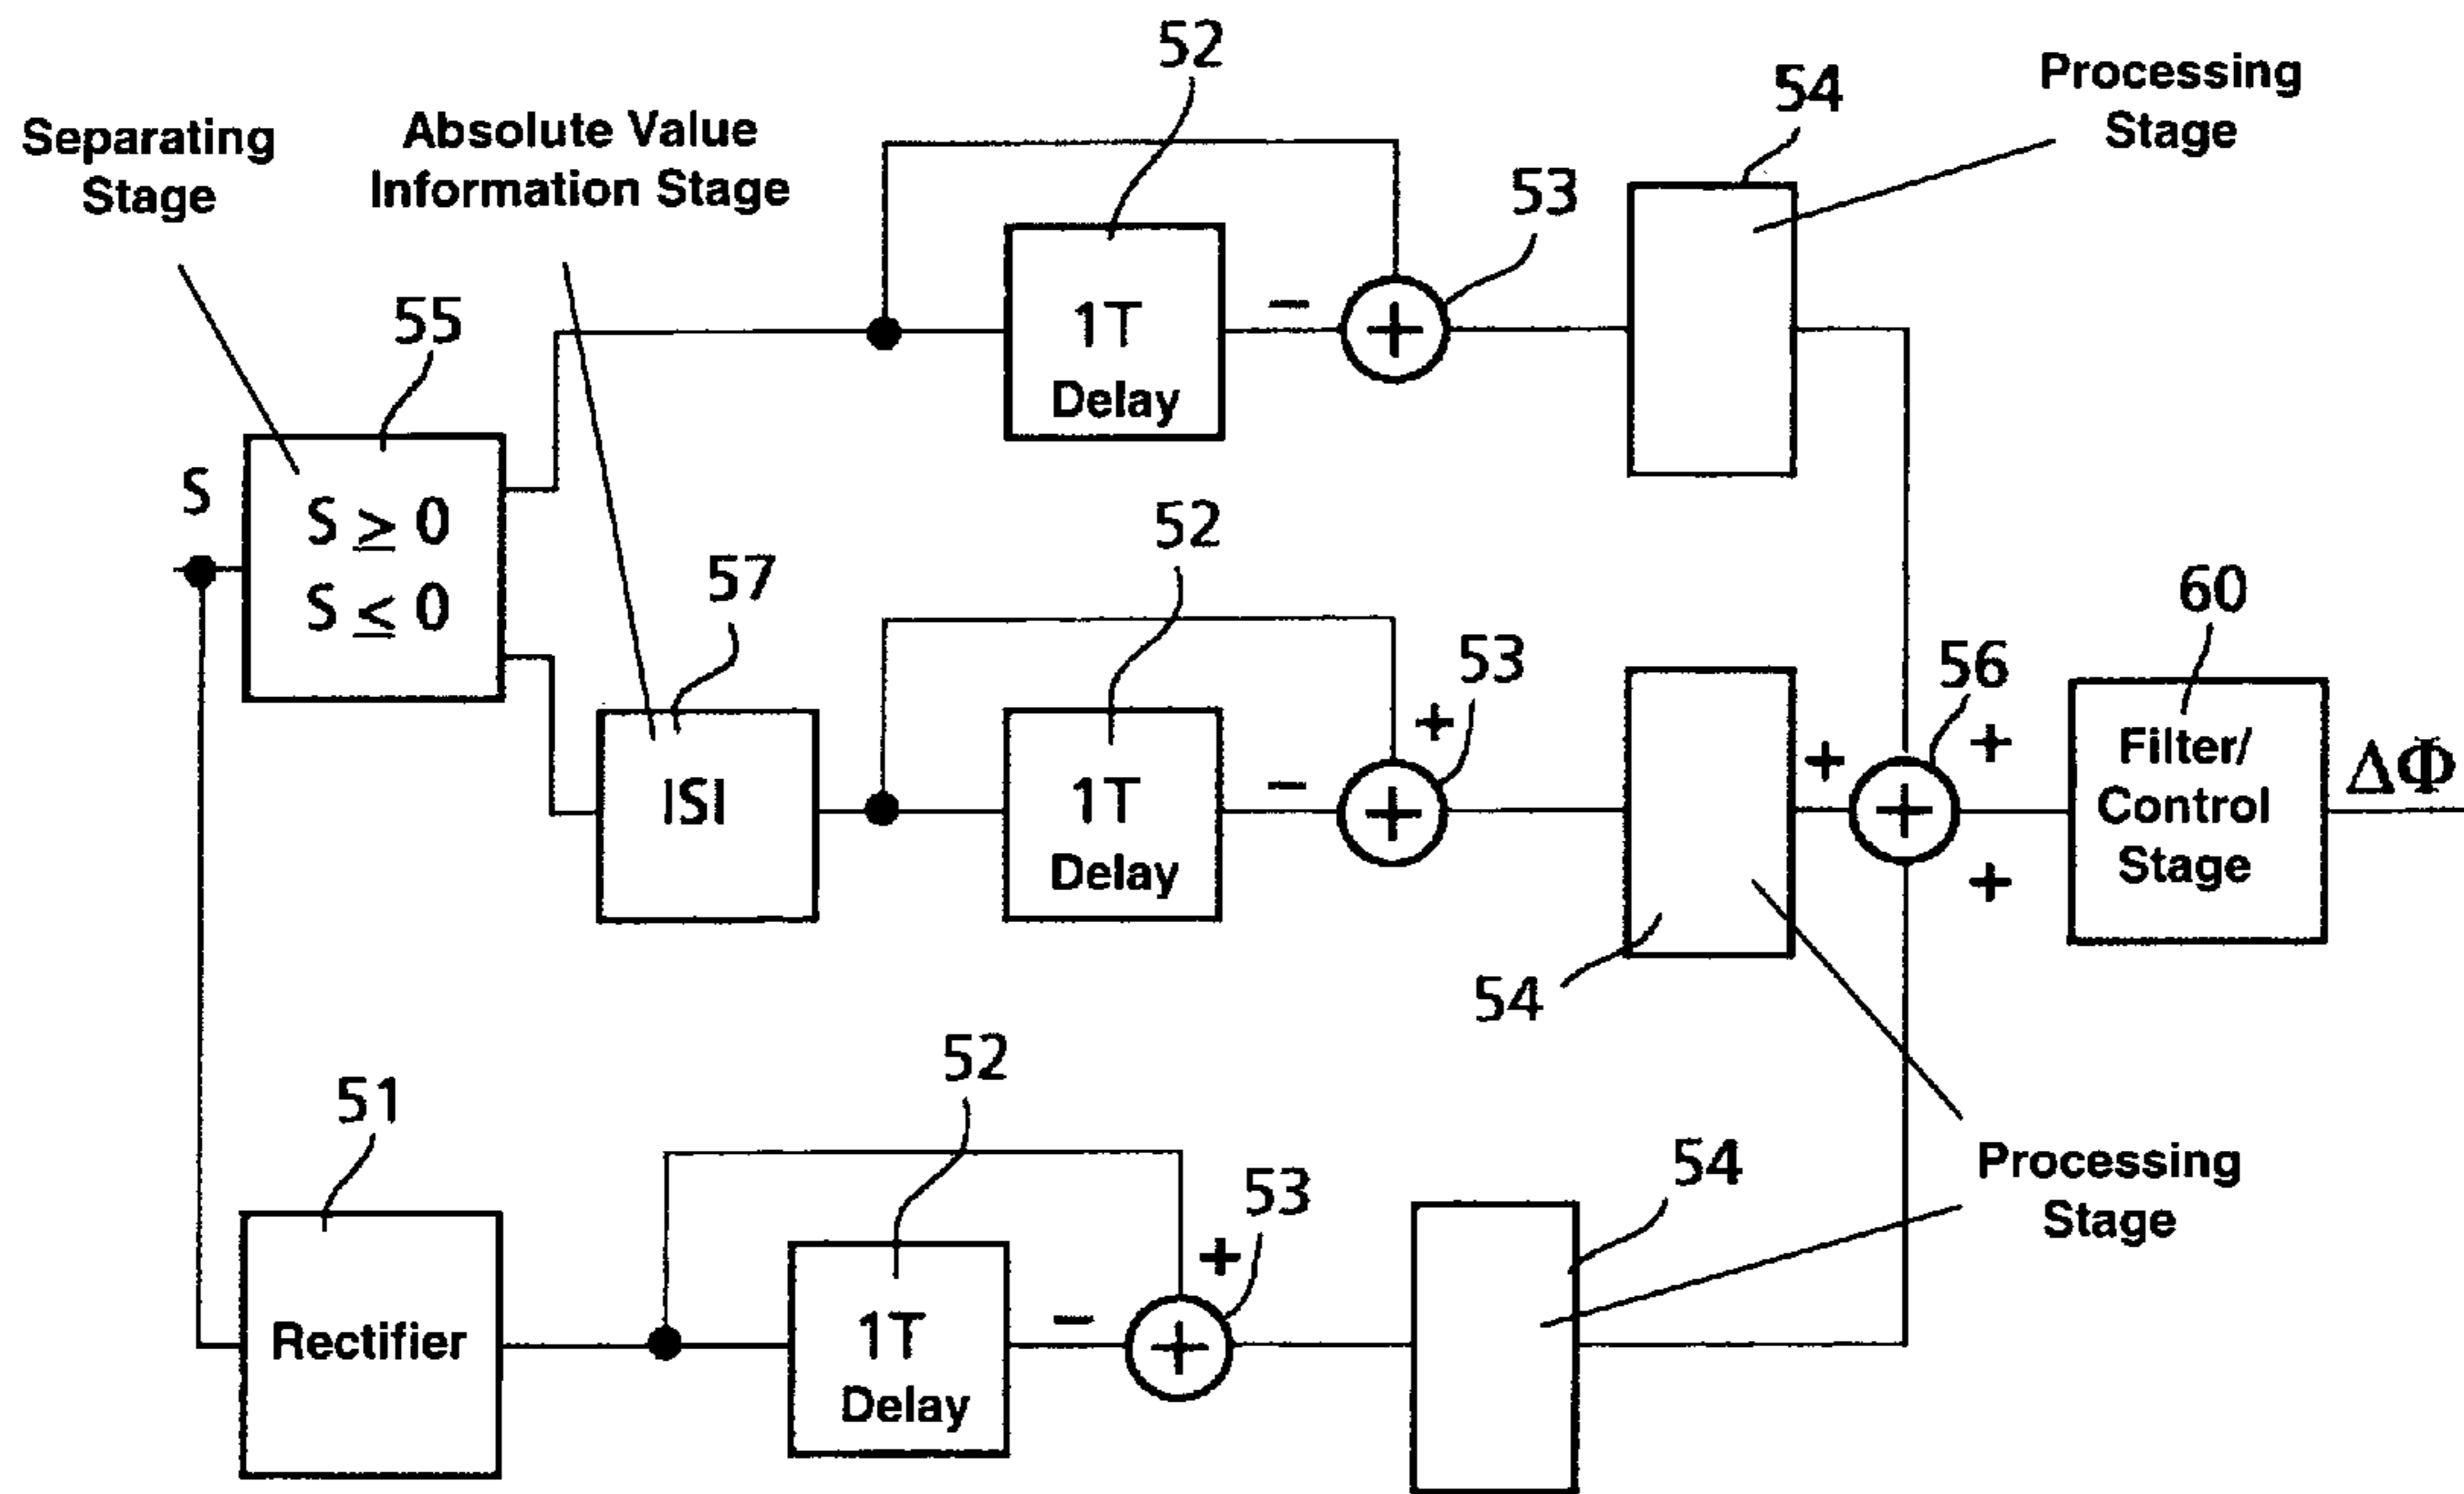 52
Processing
Stage
54
Separating
Stage
Absolute Value
Information Stage
53
55
1T
Delay
−
+
S
S ≥ 0
S ≤ 0
52
57
60
53
56
+
+
+
ISI
1T
Delay
−
+
+
+
Filter/
Control
Stage
ΔΦ
54
52
51
54
53
Processing
Stage
+
Rectifier
1T
Delay
−
+